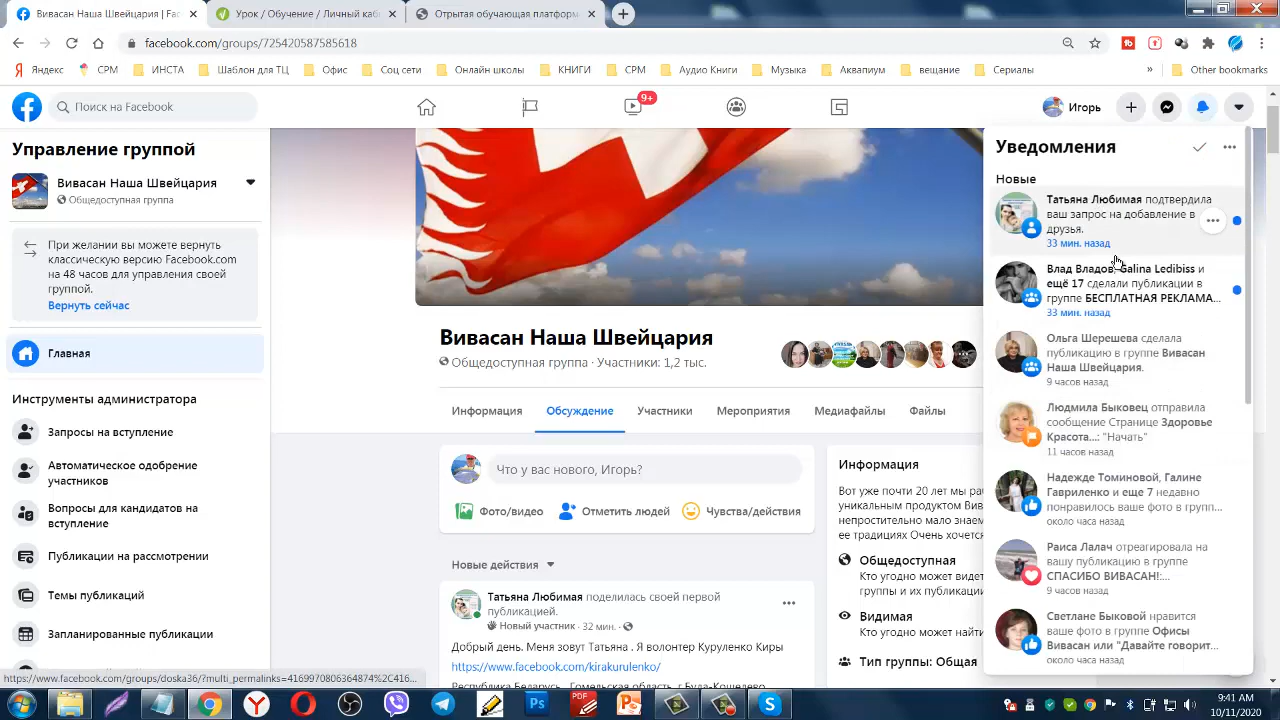 Вивасан Наша Швейцария | Fac
Урок / Обучение / Личный каб
Отрытая обучающая платформ
facebook.com/groups/725420587585618
Яндекс
СРМ
ИНСТА
Шаблон для ТЦ
Офис
Соц сети
Онлайн школы
КНИГИ
СРМ
Аудио Книги
Музыка
Аквапиум
вещание
Сериалы
»
Other bookmarks
Поиск на Facebook
9+
Игорь
Управление группой
Вивасан Наша Швейцария
Общедоступная группа
При желании вы можете вернуть
классическую версию Facebook.com
на 48 часов для управления своей
группой.
Вернуть сейчас
Главная
Инструменты администратора
Запросы на вступление
Автоматическое одобрение
участников
Вопросы для кандидатов на
вступление
Публикации на рассмотрении
Темы публикаций
Запланированные публикации
Вивасан Наша Швейцария
Общедоступная группа · Участники: 1,2 тыс.
Информация
Обсуждение
Участники
Мероприятия
Медиафайлы
Файлы
Что у вас нового, Игорь?
Фото/видео
Отметить людей
Чувства/действия
Новые действия
Татьяна Любимая поделилась своей первой
публикацией.
Новый участник · 32 мин. ·
Добрый день. Меня зовут Татьяна . Я волонтер Куруленко Киры
https://www.facebook.com/kirakurulenko/
Республика Беларусь, Гомельская область, г.Буда-Кошелево
Информация
Вот уже почти 20 лет мы ра
уникальным продуктом Вив
непростительно мало знаем
ее традициях Очень хочетс
Общедоступная
Кто угодно может видет
группы и их публикаци
Видимая
Кто угодно может найти
Тип группы: Общая
Уведомления
Новые
Татьяна Любимая подтвердила
ваш запрос на добавление в
друзья.
33 мин. назад
Влад Владов, Galina Ledibiss и
ещё 17 сделали публикации в
группе БЕСПЛАТНАЯ РЕКЛАМА...
33 мин. назад
Ольга Шерешева сделала
публикацию в группе Вивасан
Наша Швейцария.
9 часов назад
Людмила Быковец отправила
сообщение Странице Здоровье
Красота...: "Начать"
11 часов назад
Надежде Томиновой, Галине
Гавриленко и еще 7 недавно
понравилось ваше фото в групп...
около часа назад
Раиса Лалач отреагировала на
вашу публикацию в группе
СПАСИБО ВИВАСАН!:...
9 часов назад
Светлане Быковой нравится
ваше фото в группе Офисы
Вивасан или "Давайте говорит...
около часа назад
https://www.facebook.com/groups/doska36/?multi_permalinks=4169970806364878%2C416...
PDF
Ps
9:41 AM
10/11/2020